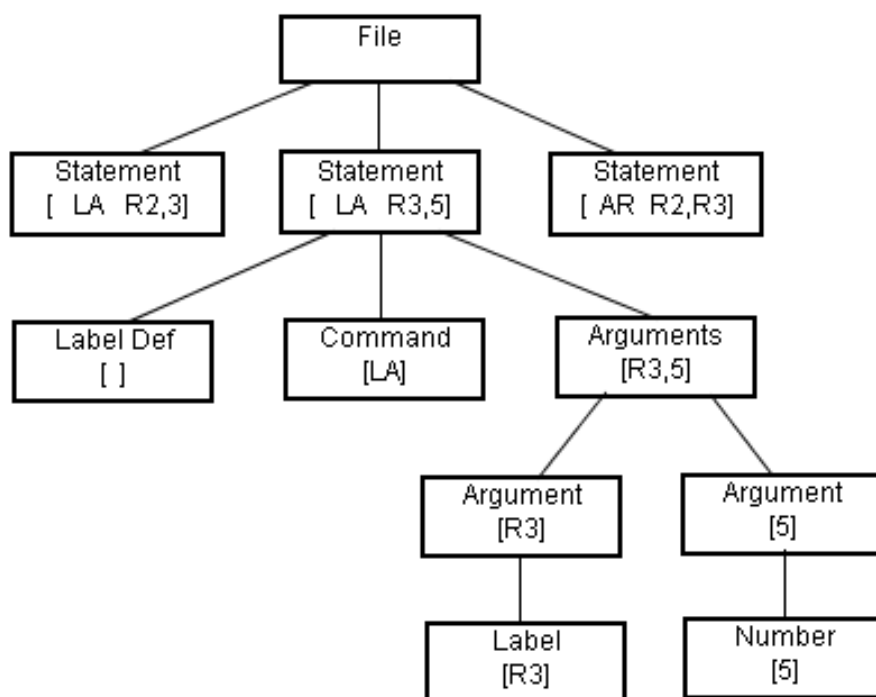 File
Statement
[ LA R2,3]
Statement
[ LA R3,5]
Statement
[ AR R2,R3]
Label Def
[ ]
Command
[LA]
Arguments
[R3,5]
Argument
[R3]
Argument
[5]
Label
[R3]
Number
[5]